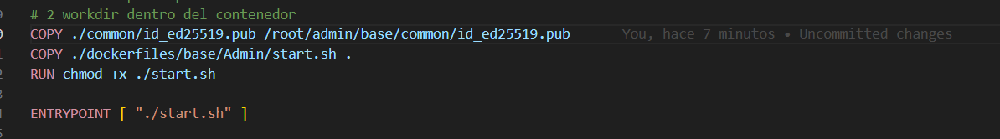 # 2 workdir dentro del contenedor
COPY ./common/id_ed25519.pub /root/admin/base/common/id_ed25519.pub You, hace 7 minutos • Uncommitted changes
COPY ./dockerfiles/base/Admin/start.sh .
RUN chmod +x ./start.sh
ENTRYPOINT [ "./start.sh" ]